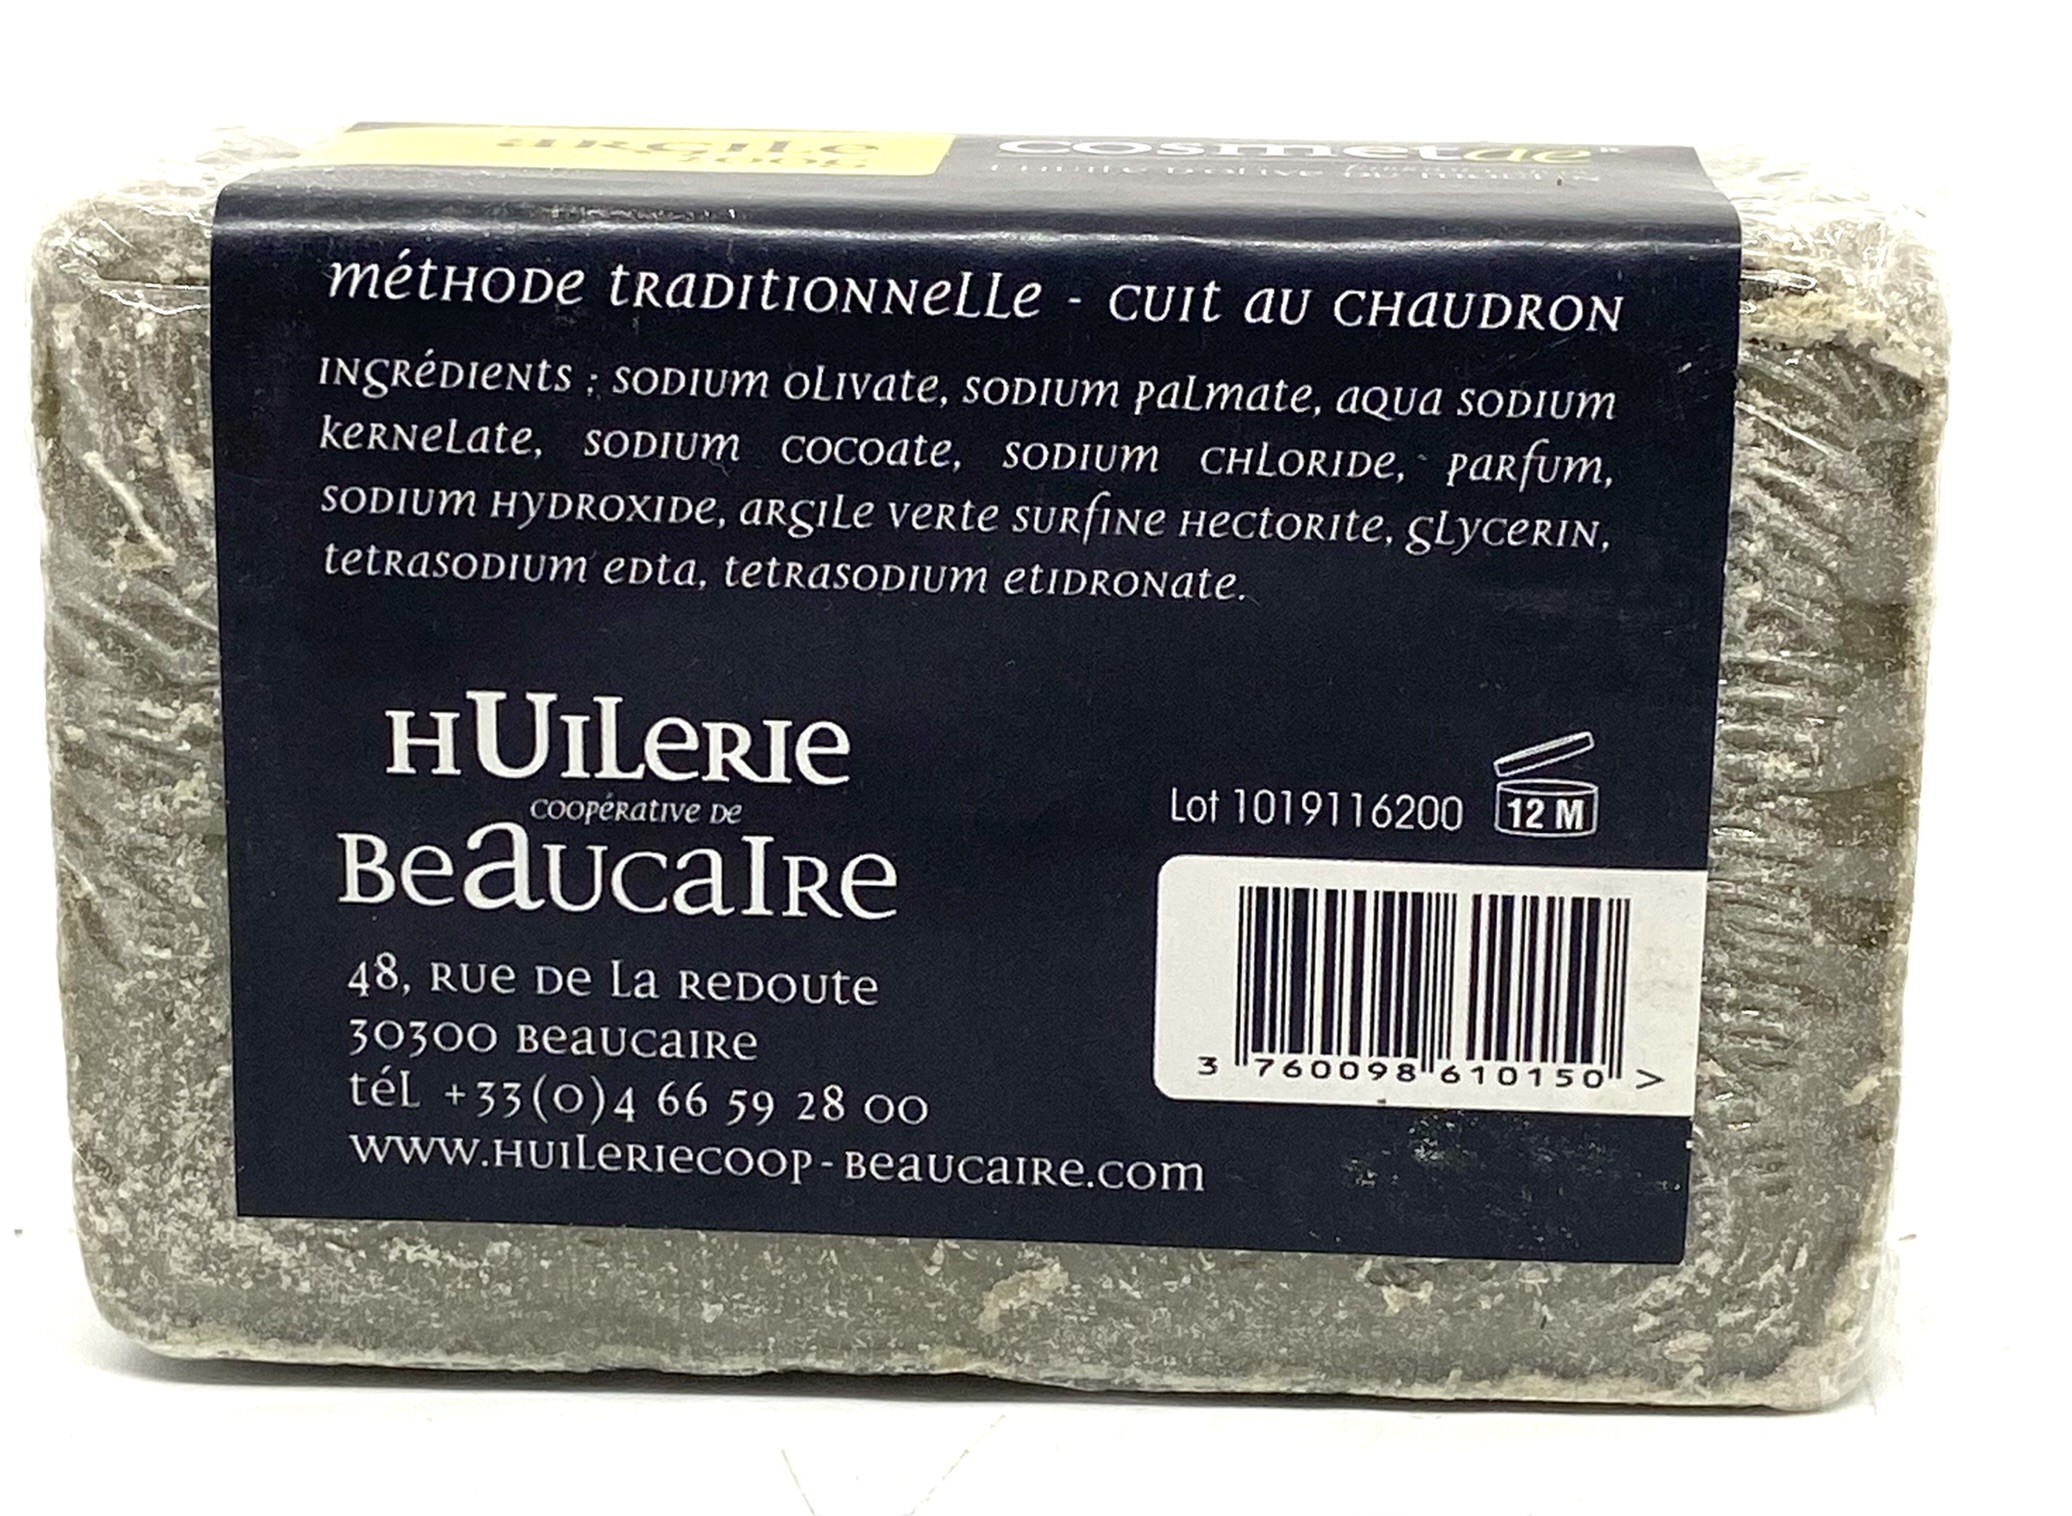 argile
cosmetae
méthode traditionnelle - cuit au chaudron
ingrédients : sodium olivate, sodium palmate, aqua sodium
kernelate, sodium cocoate, sodium chloride, parfum,
sodium hydroxide, argile verte surfine hectorite, glycerin,
tetrasodium edta, tetrasodium etidronate.
HUILERIE
coopérative de
BEAUCAIRE
Lot 1019116200
12 M
48, rue de la redoute
30300 beaucaire
tél +33(0)4 66 59 28 00
www.huileriecoop-beaucaire.com
3 760098 610150 >